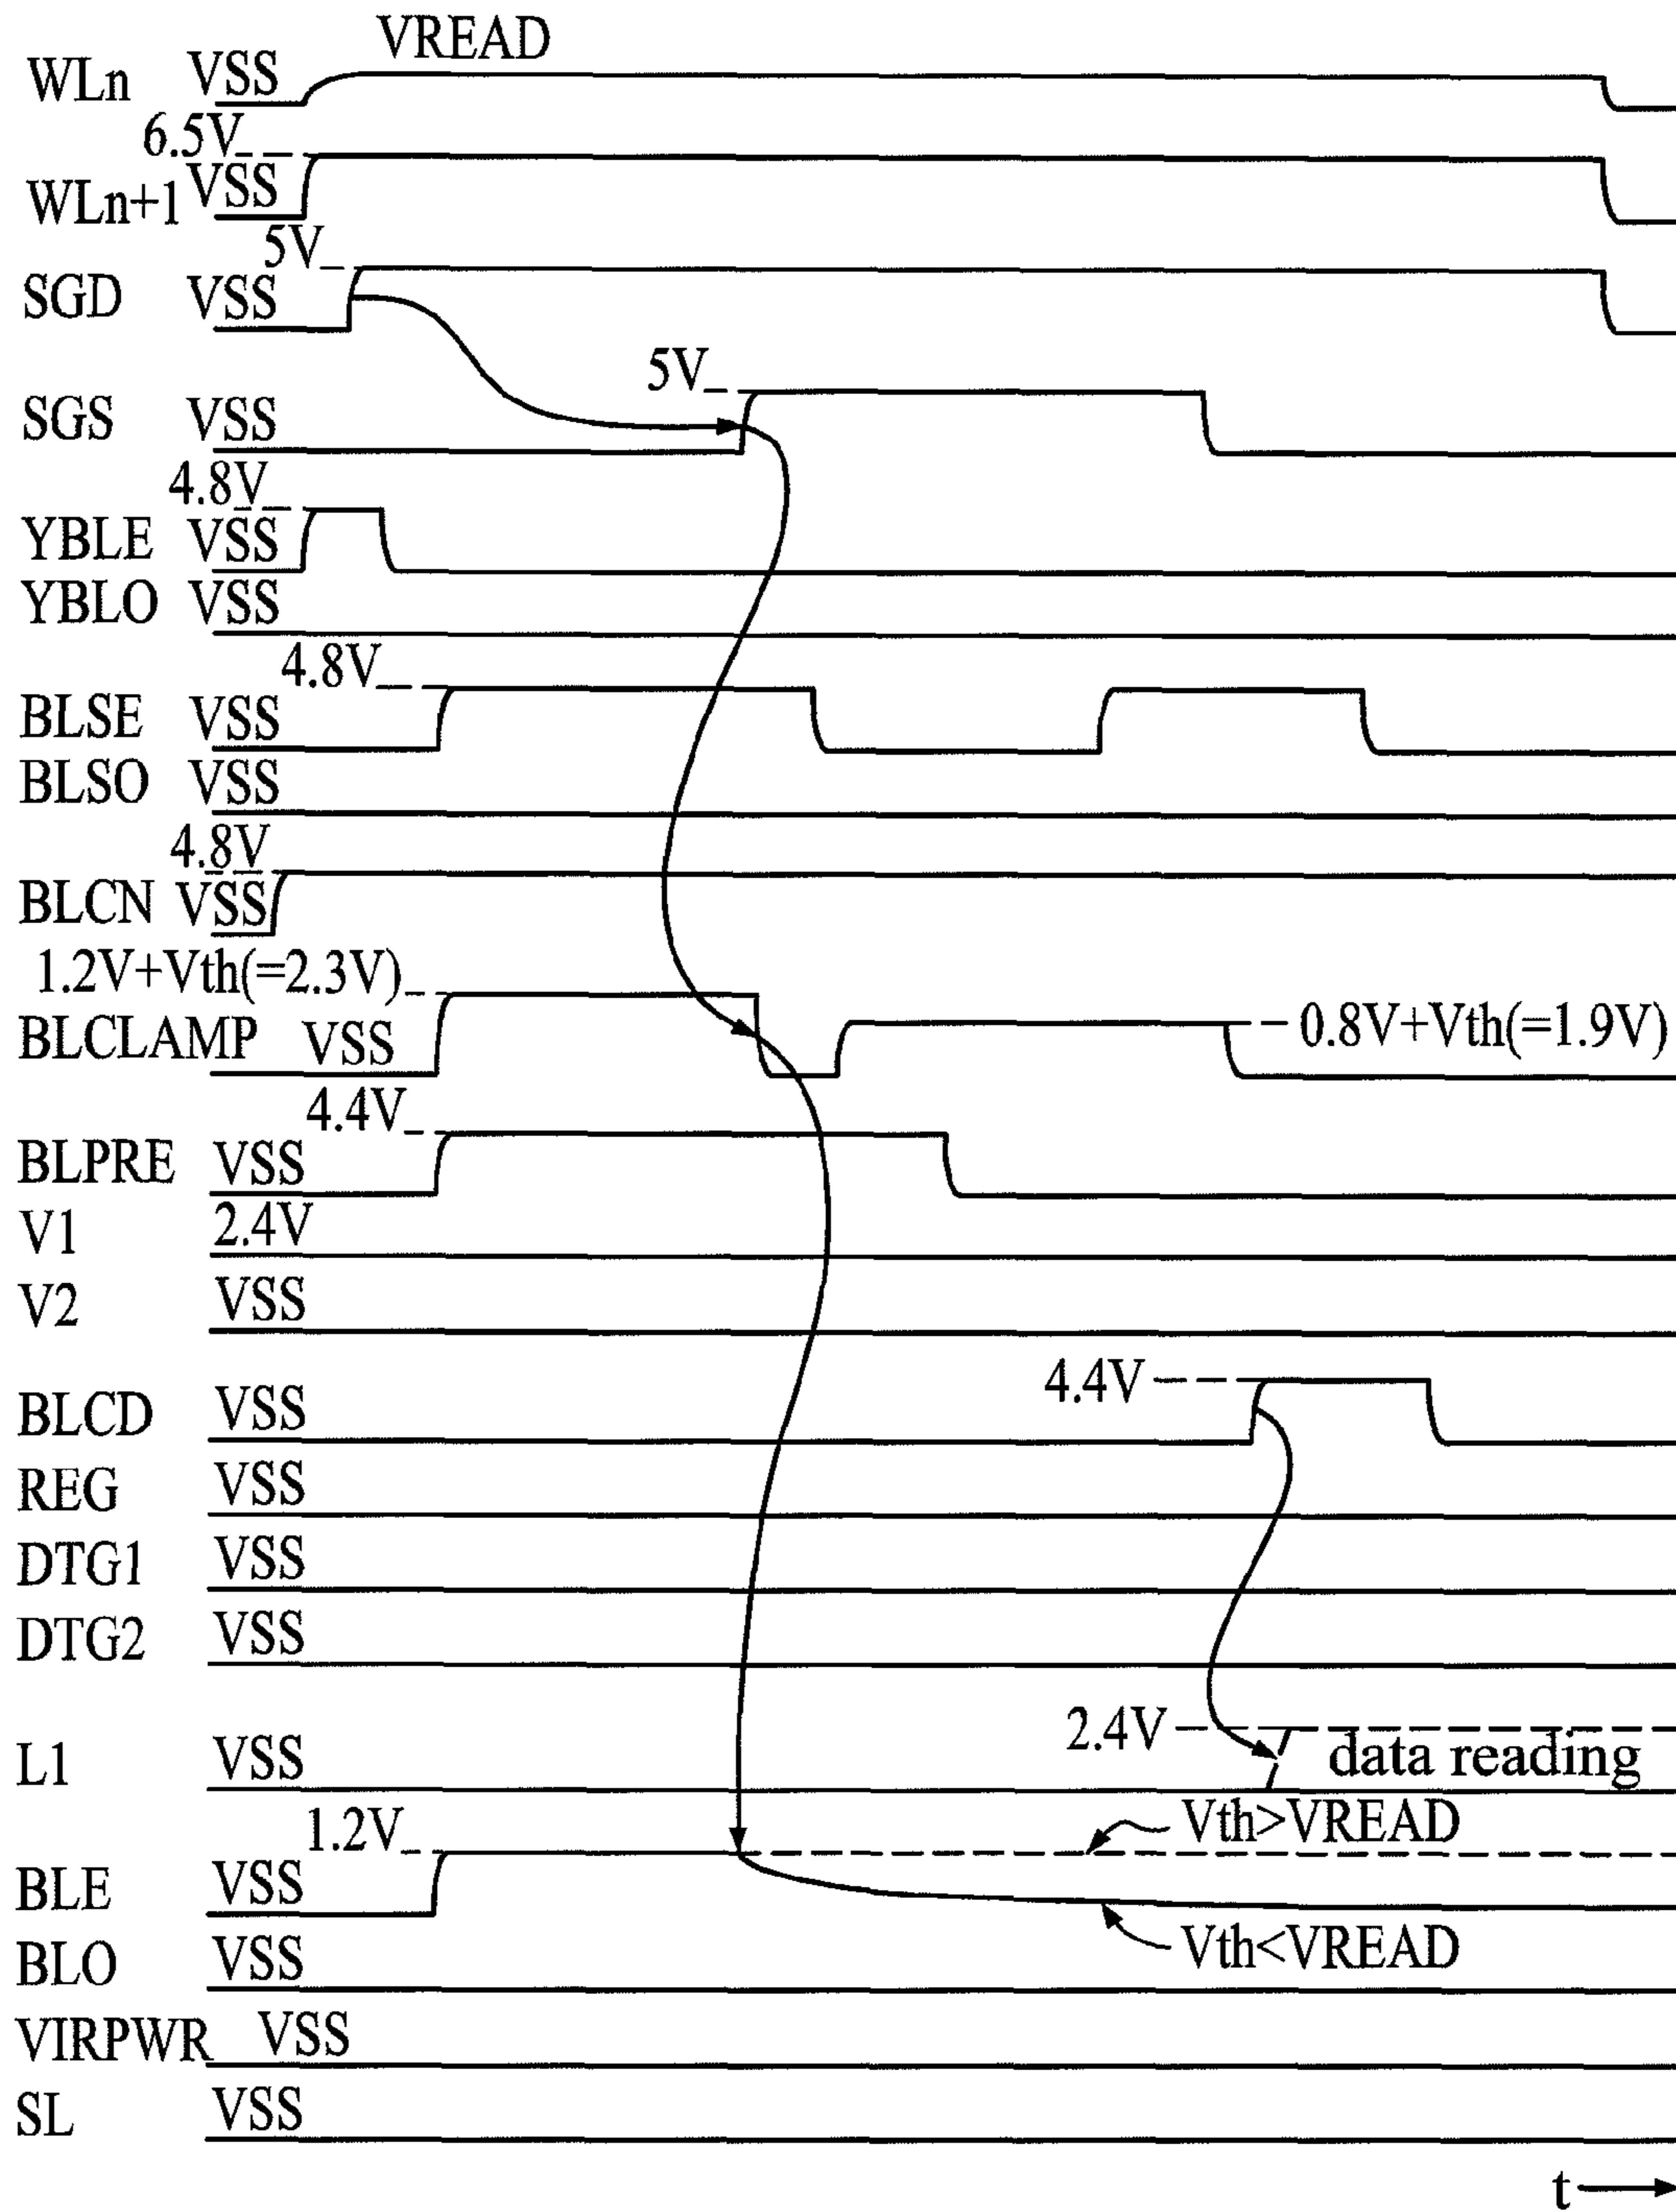 VREAD
WLn VSS
6.5V
WLn+1 VSS
5V
SGD VSS
5V
SGS VSS
4.8V
YBLE VSS
YBLO VSS
4.8V
BLSE VSS
BLSO VSS
4.8V
BLCN VSS
1.2V+Vth(=2.3V)
BLCLAMP VSS 0.8V+Vth(=1.9V)
4.4V
BLPRE VSS
V1 2.4V
V2 VSS
4.4V
BLCD VSS
REG VSS
DTG1 VSS
DTG2 VSS
2.4V
L1 VSS data reading
1.2V Vth>VREAD
BLE VSS
Vth<VREAD
BLO VSS
VIRPWR VSS
SL VSS
t